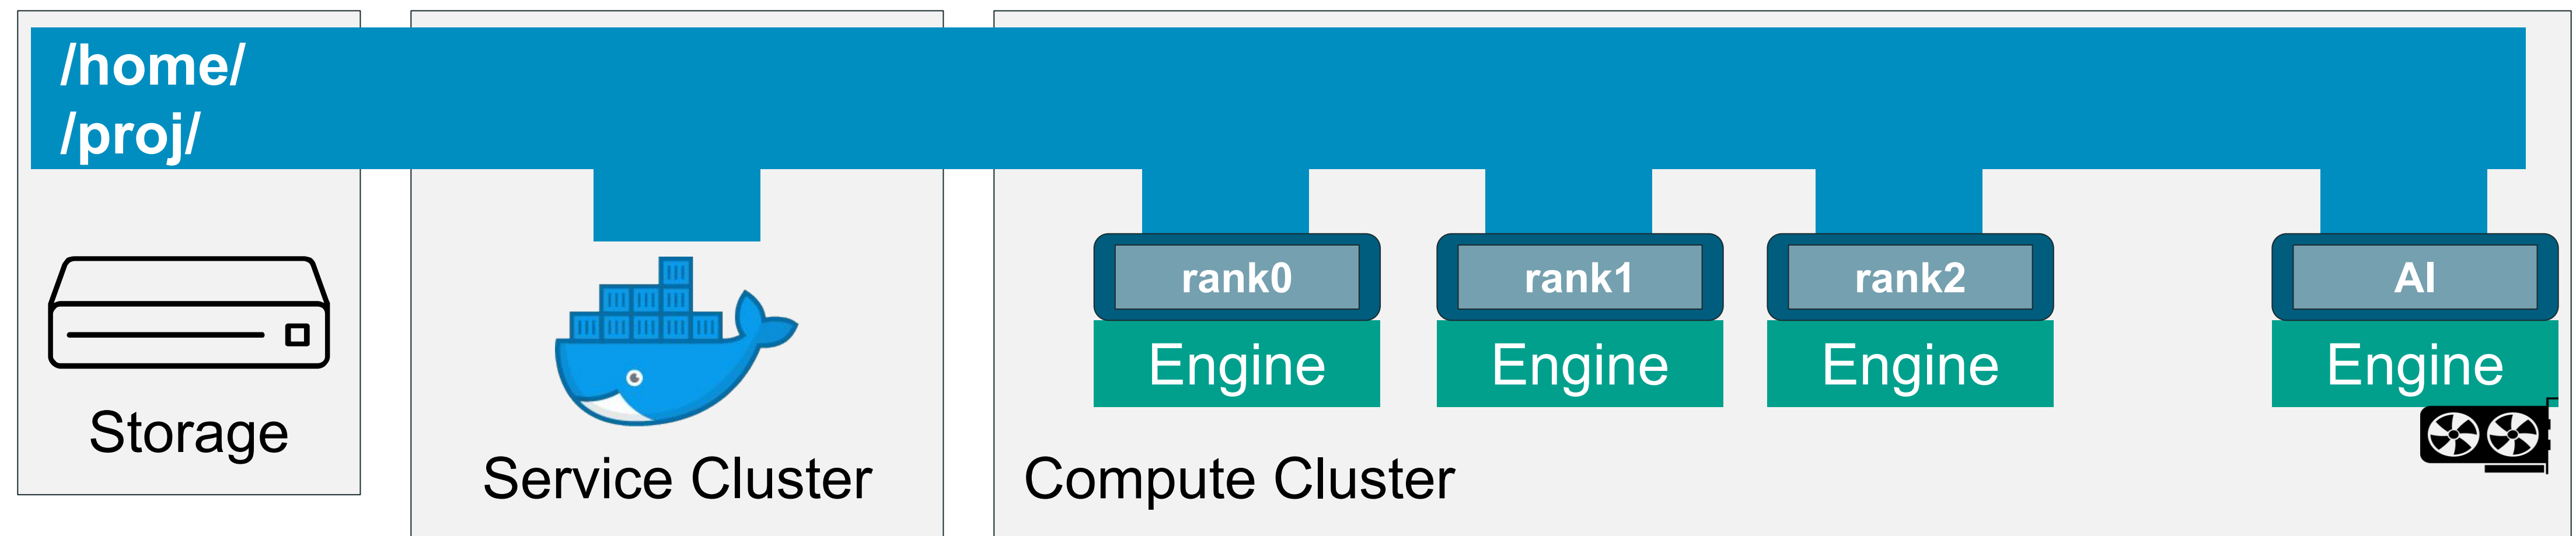 /home/
/proj/
rank0
rank1
rank2
AI
Engine
Engine
Engine
Engine
Storage
Service Cluster
Compute Cluster